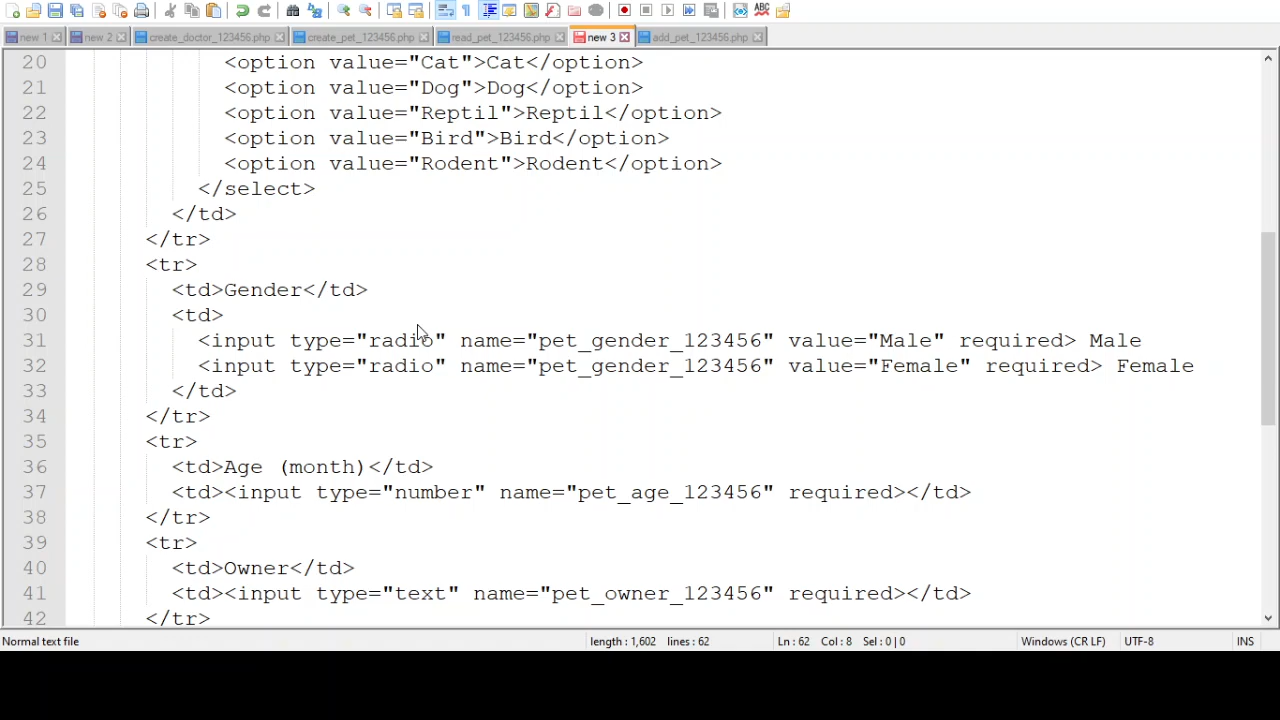 new 1 new 2 create_doctor_123456.php create_pet_123456.php read_pet_123456.php new 3 add_pet_123456.php
20 <option value="Cat">Cat</option>
21 <option value="Dog">Dog</option>
22 <option value="Reptil">Reptil</option>
23 <option value="Bird">Bird</option>
24 <option value="Rodent">Rodent</option>
25 </select>
26 </td>
27 </tr>
28 <tr>
29 <td>Gender</td>
30 <td>
31 <input type="radio" name="pet_gender_123456" value="Male" required> Male
32 <input type="radio" name="pet_gender_123456" value="Female" required> Female
33 </td>
34 </tr>
35 <tr>
36 <td>Age (month)</td>
37 <td><input type="number" name="pet_age_123456" required></td>
38 </tr>
39 <tr>
40 <td>Owner</td>
41 <td><input type="text" name="pet_owner_123456" required></td>
42 </tr>
Normal text file length : 1,602 lines : 62 Ln : 62 Col : 8 Sel : 0 | 0 Windows (CR LF) UTF-8 INS